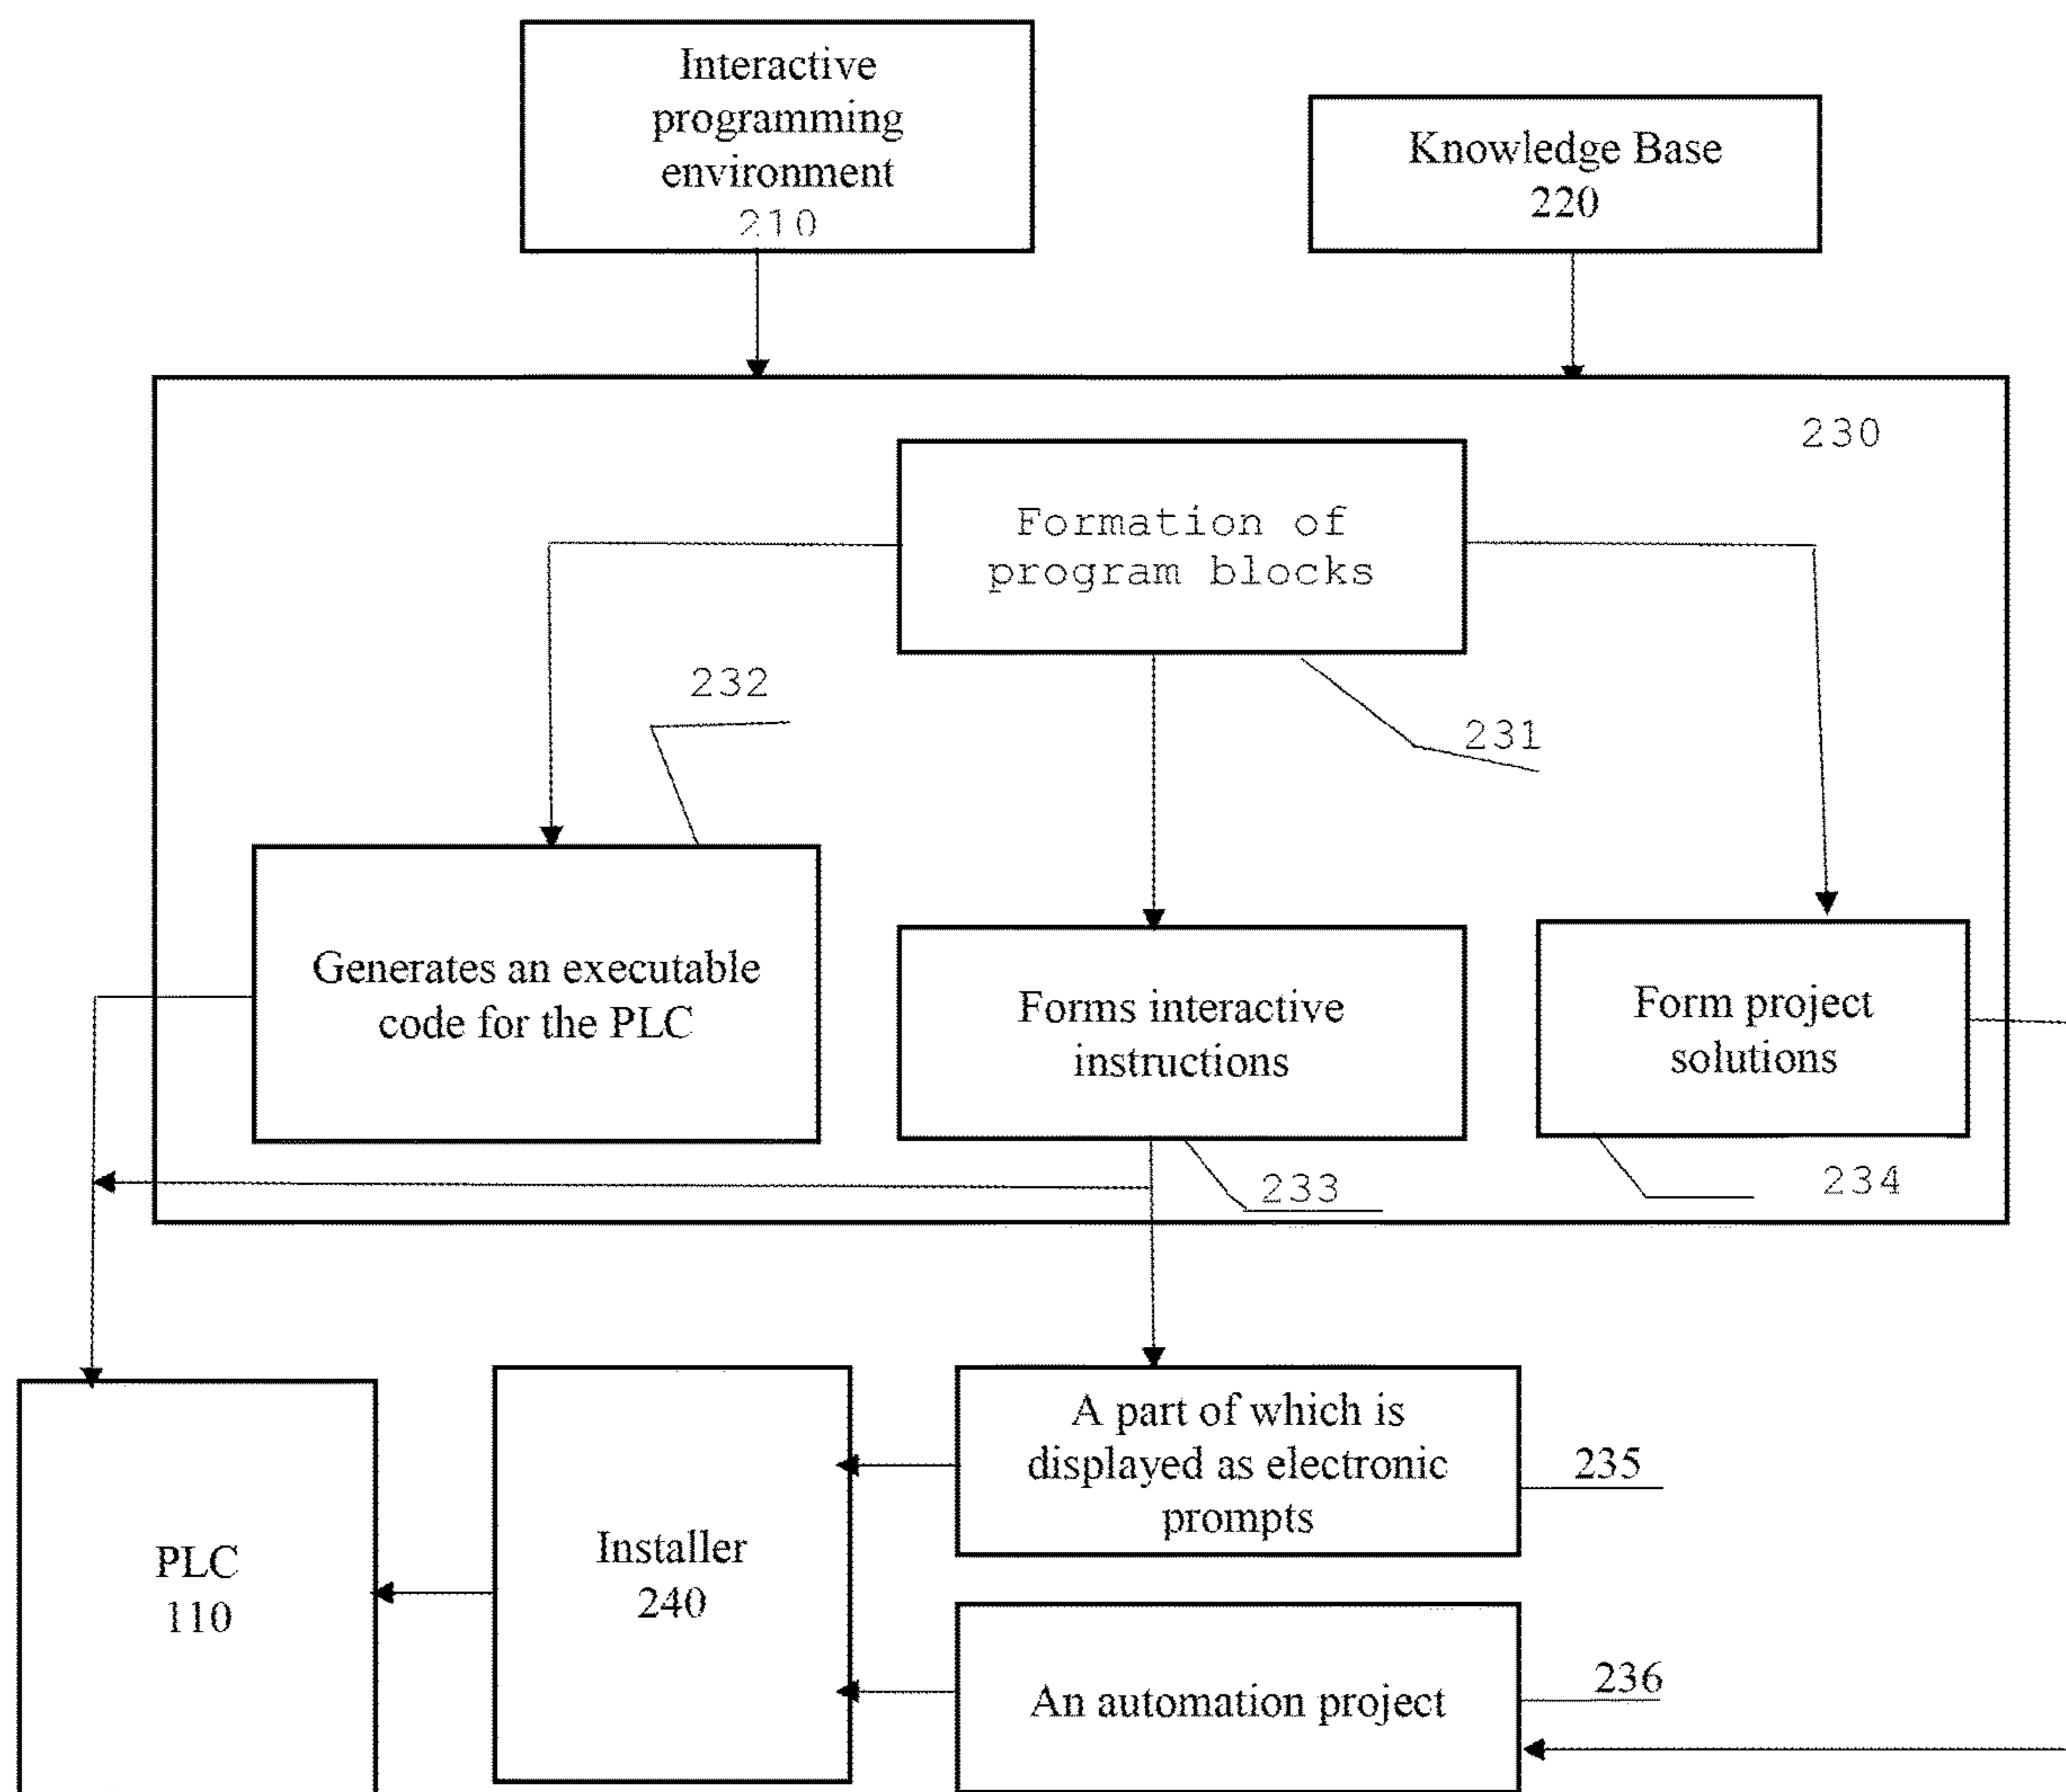 Interactive
programming
environment
210
Knowledge Base
220
230
Formation of
program blocks
232
231
Generates an executable
code for the PLC
Forms interactive
instructions
Form project
solutions
233
234
PLC
110
Installer
240
A part of which is
displayed as electronic
prompts
235
An automation project
236